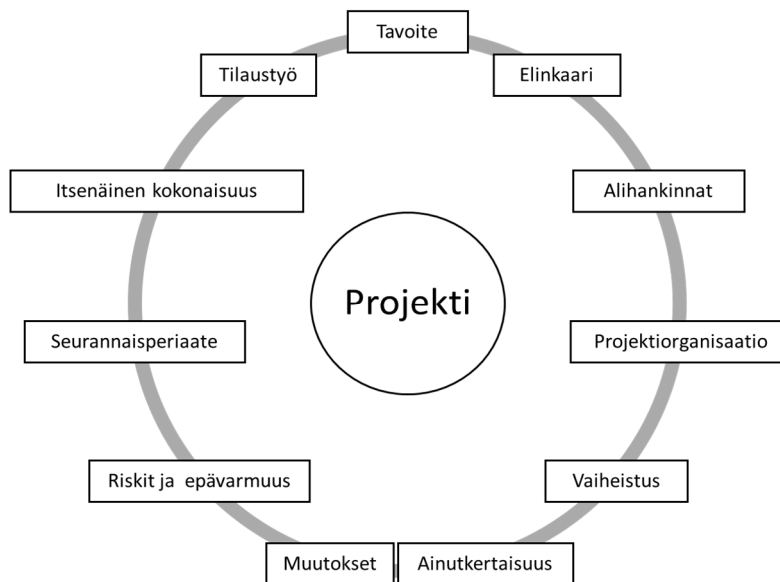 Tavoite
Tilaustyö
Elinkaari
Itsenäinen kokonaisuus
Alihankinnat
Projekti
Seurannaisperiaate
Projektiorganisaatio
Riskit ja epävarmuus
Vaiheistus
Muutokset
Ainutkertaisuus